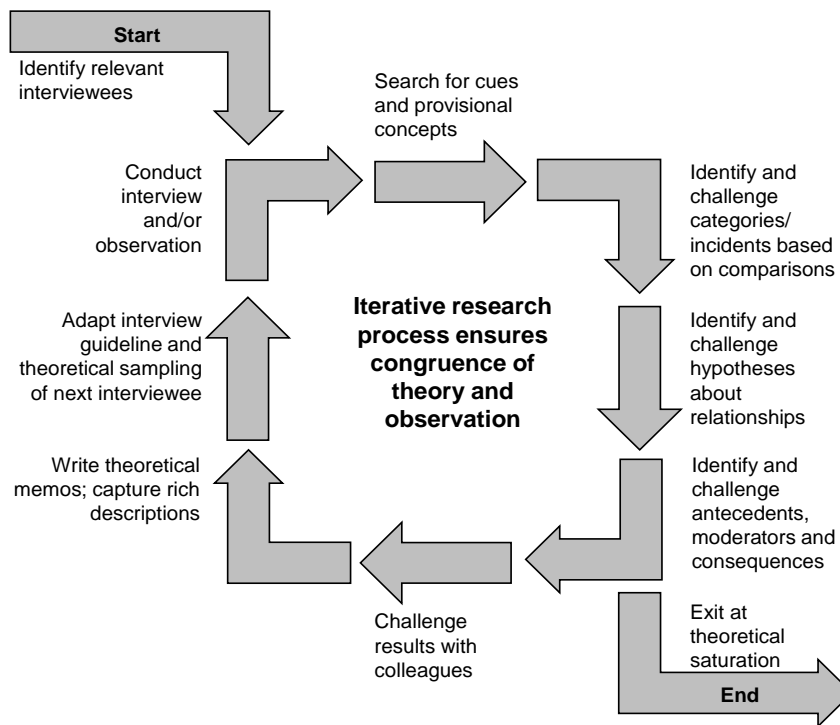 Start
Identify relevant
interviewees
Search for cues
and provisional
concepts
Conduct
interview
and/or
observation
Identify and
challenge
categories/
incidents based
on comparisons
Iterative research
process ensures
congruence of
theory and
observation
Adapt interview
guideline and
theoretical sampling
of next interviewee
Identify and
challenge
hypotheses
about
relationships
Write theoretical
memos; capture rich
descriptions
Identify and
challenge
antecedents,
moderators and
consequences
Challenge
results with
colleagues
Exit at
theoretical
saturation
End